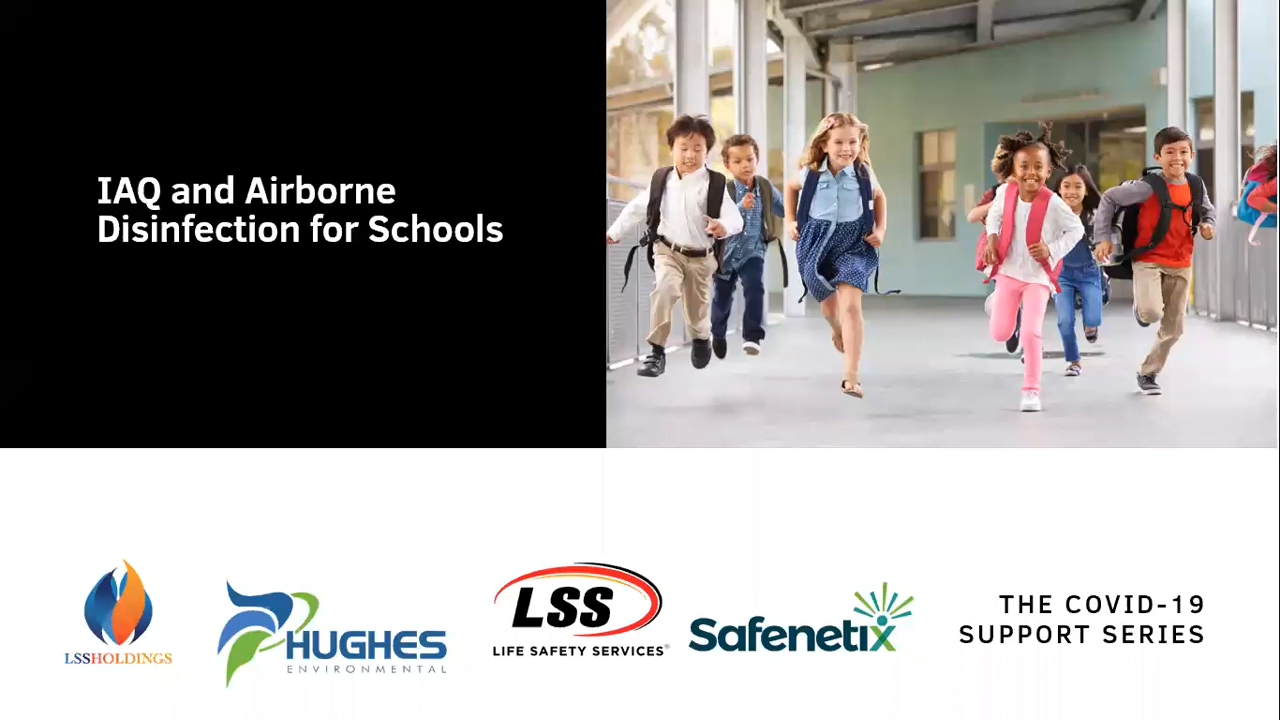 IAQ and Airborne
Disinfection for Schools
LSSHOLDINGS
HUGHES
ENVIRONMENTAL
LSS
LIFE SAFETY SERVICES®
Safenetix
THE COVID-19
SUPPORT SERIES